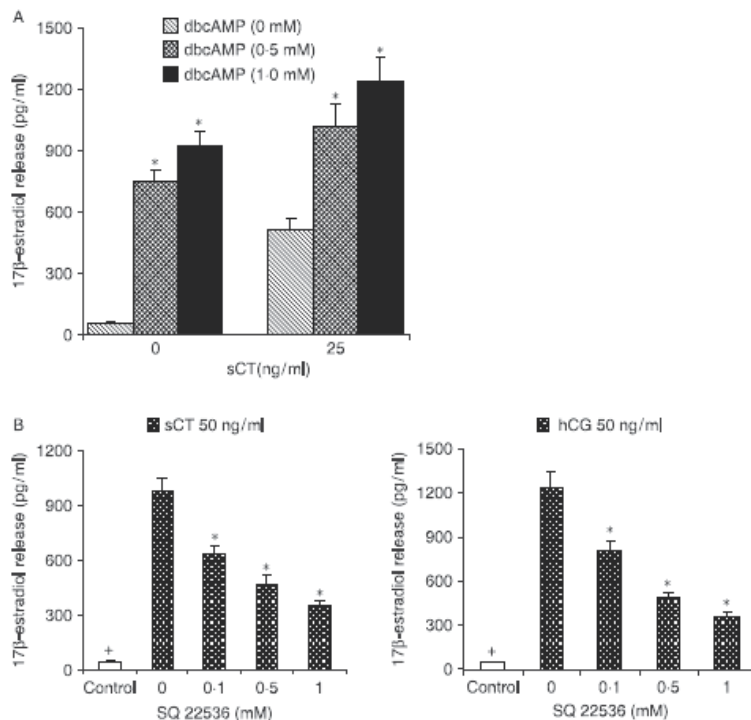 A
1500
1200
900
600
300
0
17β-estradiol release (pg/ml)
dbcAMP (0 mM)
dbcAMP (0·5 mM)
dbcAMP (1·0 mM)
* * * *
0 25
sCT(ng/ml)
B
sCT 50 ng/ml
1200
900
600
300
0
17β-estradiol release (pg/ml)
+ * * *
Control 0 0·1 0·5 1
SQ 22536 (mM)
hCG 50 ng/ml
1500
1200
900
600
300
0
17β-estradiol release (pg/ml)
+ * * *
Control 0 0·1 0·5 1
SQ 22536 (mM)